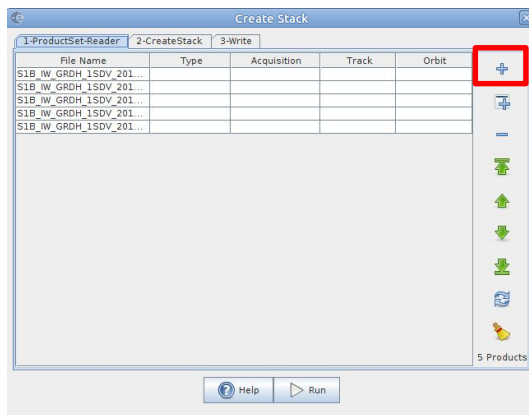 Create Stack
1-ProductSet-Reader 2-CreateStack 3-Write
File Name Type Acquisition Track Orbit
S1B_IW_GRDH_1SDV_201...
S1B_IW_GRDH_1SDV_201...
S1B_IW_GRDH_1SDV_201...
S1B_IW_GRDH_1SDV_201...
S1B_IW_GRDH_1SDV_201...
5 Products
Help Run